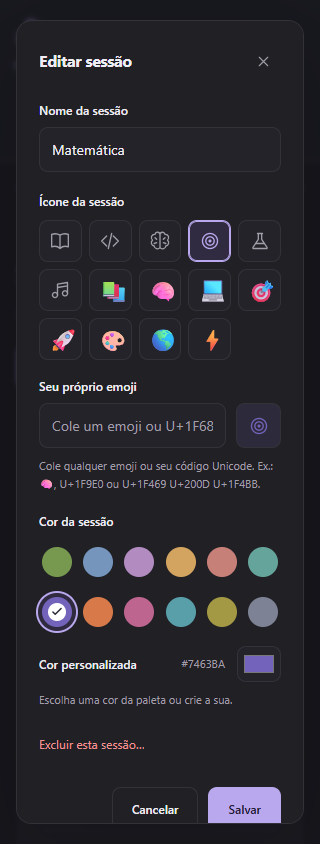 Editar sessão
Nome da sessão
Matemática
Ícone da sessão
Seu próprio emoji
Cole um emoji ou U+1F68
Cole qualquer emoji ou seu código Unicode. Ex.:
🧠, U+1F9E0 ou U+1F469 U+200D U+1F4BB.
Cor da sessão
Cor personalizada #7463BA
Escolha uma cor da paleta ou crie a sua.
Excluir esta sessão...
Cancelar Salvar